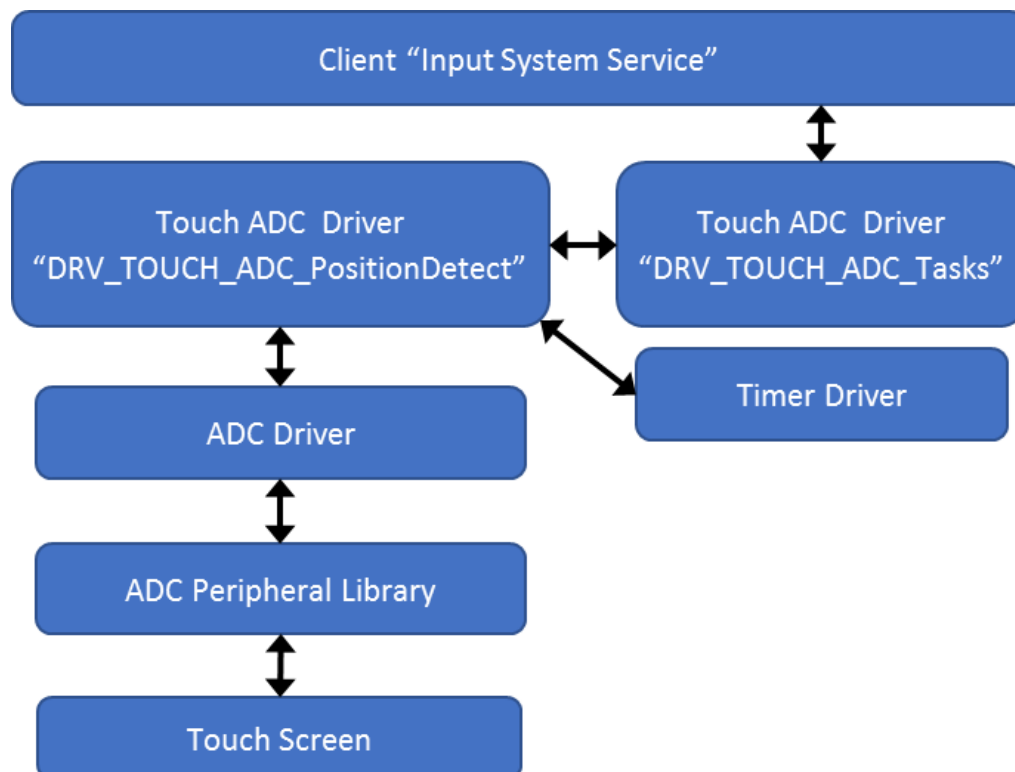 Client “Input System Service”
Touch ADC  Driver
“DRV_TOUCH_ADC_PositionDetect”
Touch ADC  Driver
“DRV_TOUCH_ADC_Tasks”
Timer Driver
ADC Driver
ADC Peripheral Library
Touch Screen